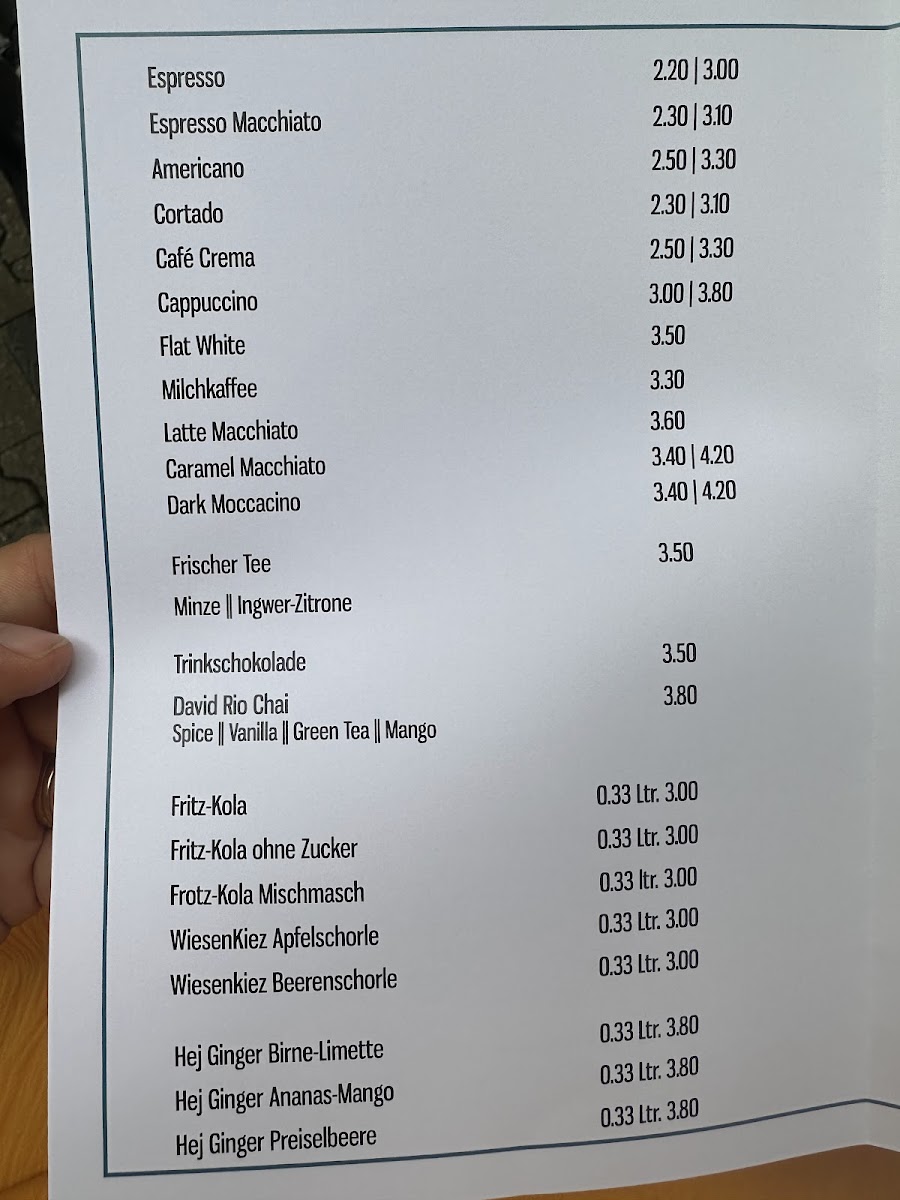 Espresso 2.20 | 3.00
Espresso Macchiato 2.30 | 3.10
Americano 2.50 | 3.30
Cortado 2.30 | 3.10
Café Crema 2.50 | 3.30
Cappuccino 3.00 | 3.80
Flat White 3.50
Milchkaffee 3.30
Latte Macchiato 3.60
Caramel Macchiato 3.40 | 4.20
Dark Moccacino 3.40 | 4.20
Frischer Tee 3.50
Minze || Ingwer-Zitrone
Trinkschokolade 3.50
David Rio Chai 3.80
Spice || Vanilla || Green Tea || Mango
Fritz-Kola 0.33 Ltr. 3.00
Fritz-Kola ohne Zucker 0.33 Ltr. 3.00
Frotz-Kola Mischmasch 0.33 ltr. 3.00
WiesenKiez Apfelschorle 0.33 Ltr. 3.00
Wiesenkiez Beerenschorle 0.33 Ltr. 3.00
Hej Ginger Birne-Limette 0.33 Ltr. 3.80
Hej Ginger Ananas-Mango 0.33 Ltr. 3.80
Hej Ginger Preiselbeere 0.33 Ltr. 3.80